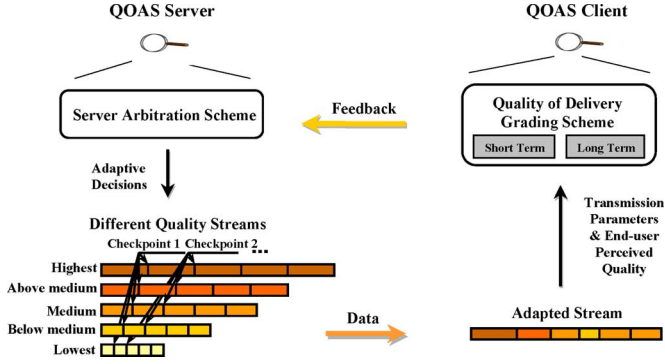 QOAS Server
QOAS Client
Server Arbitration Scheme
Feedback
Quality of Delivery
Grading Scheme
Short Term
Long Term
Adaptive
Decisions
Transmission
Parameters
& End-user
Perceived
Quality
Different Quality Streams
Checkpoint 1
Checkpoint 2
...
Highest
Above medium
Medium
Below medium
Lowest
Data
Adapted Stream